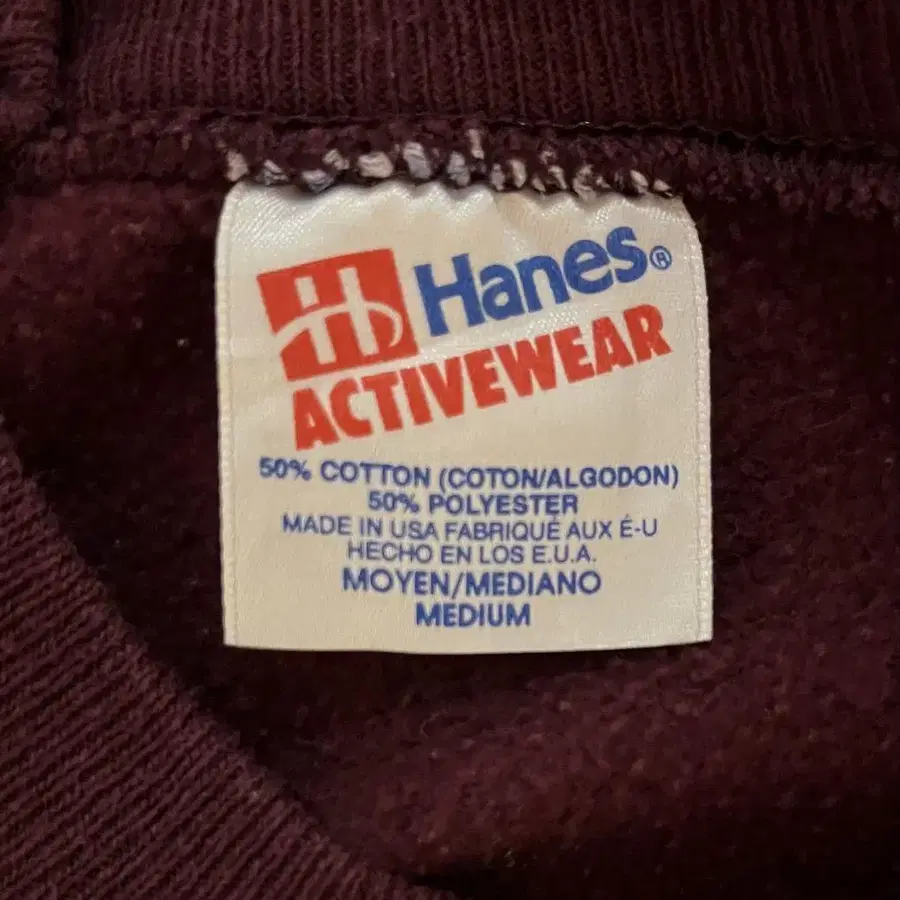 Hanes®
ACTIVEWEAR
50% COTTON (COTON/ALGODON)
50% POLYESTER
MADE IN USA FABRIQUÉ AUX É-U
HECHO EN LOS E.U.A.
MOYEN/MEDIANO
MEDIUM